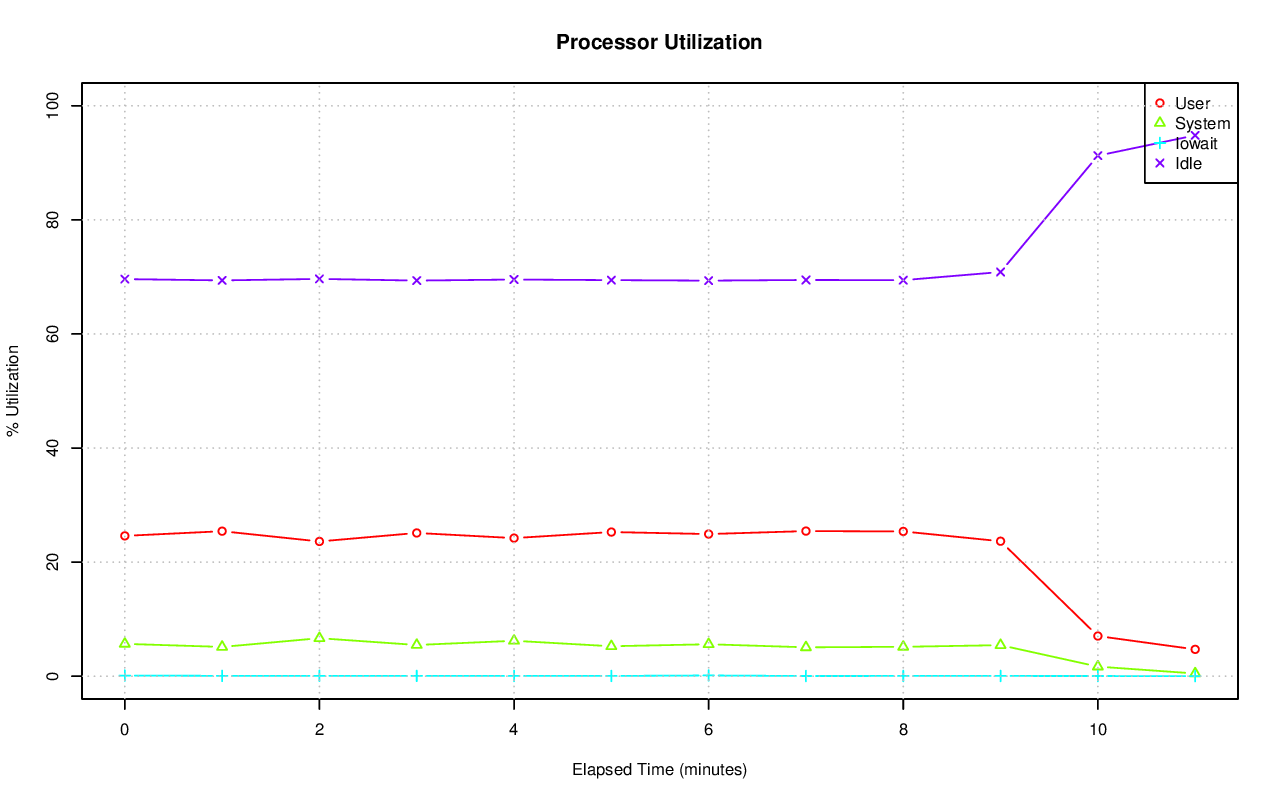 Processor Utilization
% Utilization
100
80
60
40
20
0
User
System
Iowait
Idle
0 2 4 6 8 10
Elapsed Time (minutes)